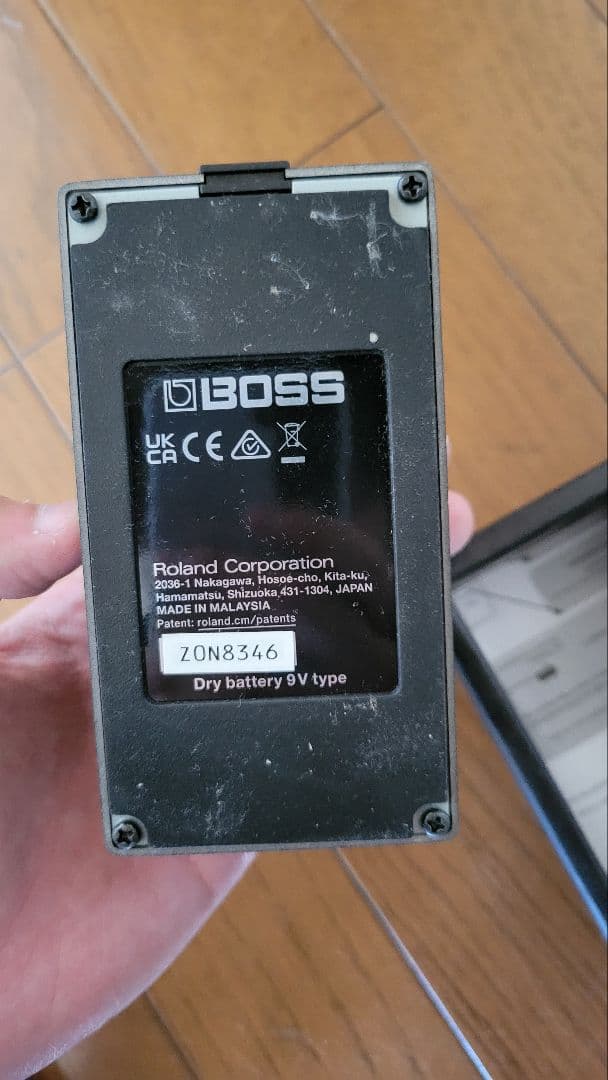 BOSS
UK
CA CE
Roland Corporation
2036-1 Nakagawa, Hosoe-cho, Kita-ku,
Hamamatsu, Shizuoka 431-1304, JAPAN
MADE IN MALAYSIA
Patent: roland.cm/patents
Z0N8346
Dry battery 9V type